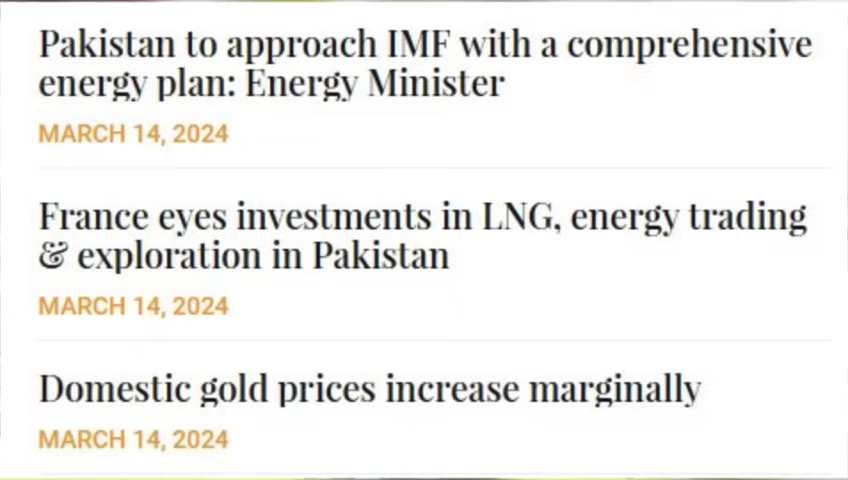 Pakistan to approach IMF with a comprehensive
energy plan: Energy Minister
MARCH 14, 2024
France eyes investments in LNG, energy trading
& exploration in Pakistan
MARCH 14, 2024
Domestic gold prices increase marginally
MARCH 14, 2024